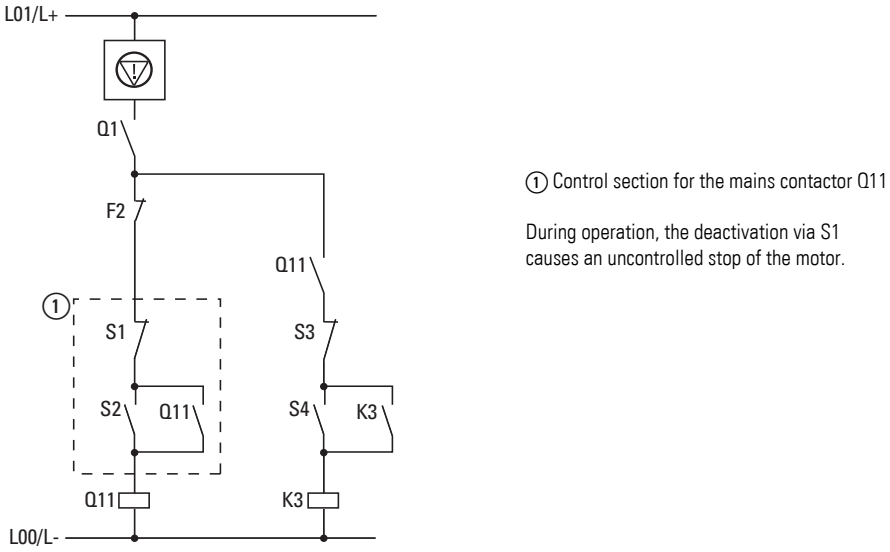 L01/L+
!
Q1
F2
Q11
① Control section for the mains contactor Q11
During operation, the deactivation via S1
causes an uncontrolled stop of the motor.
①
S1
S3
S2
Q11
S4
K3
Q11
K3
L00/L-